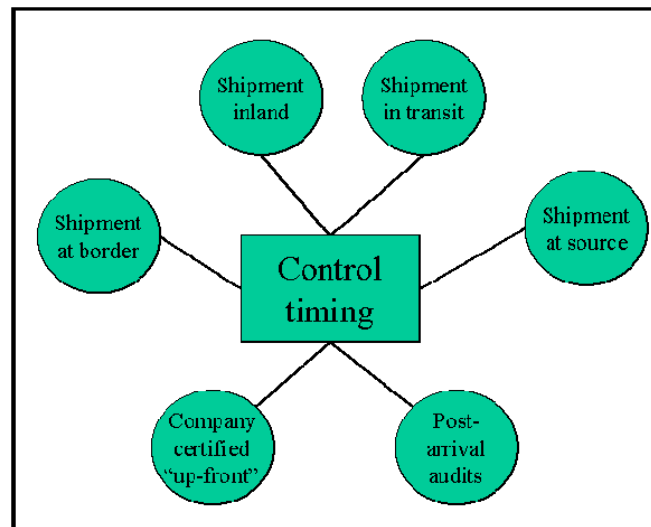 Shipment
inland
Shipment
in transit
Shipment
at border
Shipment
at source
Control
timing
Company
certified
“up-front”
Post-
arrival
audits